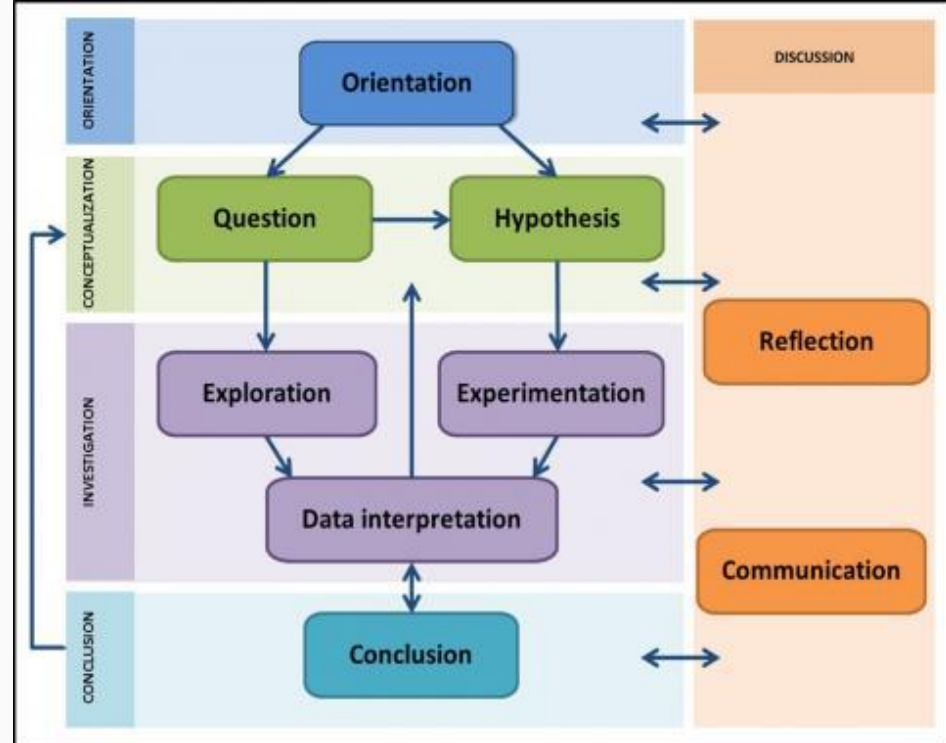 ORIENTATION
Orientation
DISCUSSION
CONCEPTUALIZATION
Question
Hypothesis
Reflection
INVESTIGATION
Exploration
Experimentation
Data interpretation
Communication
CONCLUSION
Conclusion